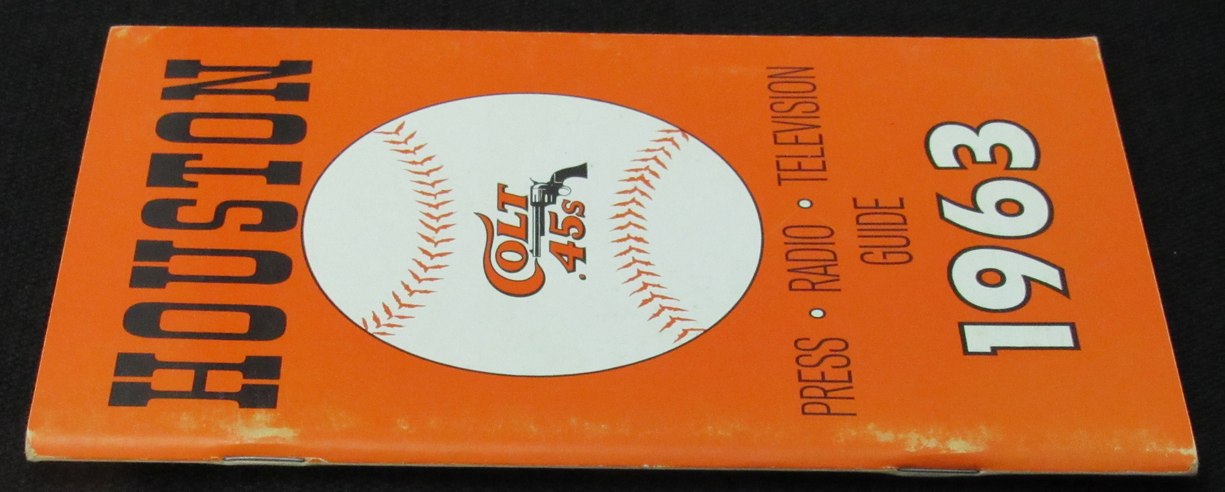 HOUSTON
COLT
.45s
PRESS • RADIO • TELEVISION
GUIDE
1963